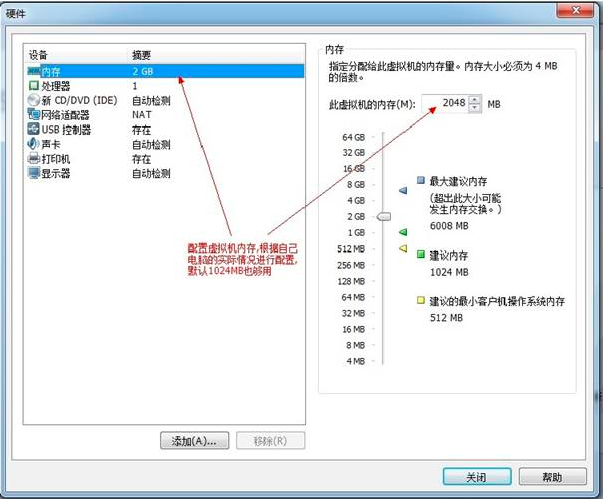 硬件
设备 摘要
内存 2 GB
处理器 1
新 CD/DVD (IDE) 自动检测
网络适配器 NAT
USB 控制器 存在
声卡 自动检测
打印机 存在
显示器 自动检测
配置虚拟机内存,根据自己
电脑的实际情况进行配置,
默认1024MB也够用
添加(A)... 移除(R)
内存
指定分配给此虚拟机的内存量。内存大小必须为 4 MB
的倍数。
此虚拟机的内存(M): 2048 MB
64 GB
32 GB
16 GB
8 GB
4 GB
2 GB
1 GB
512 MB
256 MB
128 MB
64 MB
32 MB
16 MB
8 MB
4 MB
最大建议内存
(超出此大小可能
发生内存交换。)
6008 MB
建议内存
1024 MB
建议的最小客户机操作系统内存
512 MB
关闭 帮助